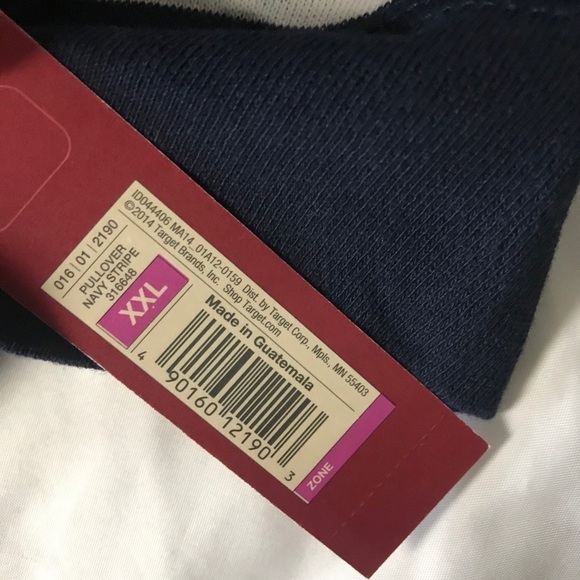 ID044406 MA14_01A12-0159 Dist. by Target Corp., Mpls., MN 55403
©2014 Target Brands, Inc. Shop Target.com
016 | 01 | 2190
PULLOVER
NAVY STRIPE
316648
XXL
Made in Guatemala
4 90160 12190 3
ZONE